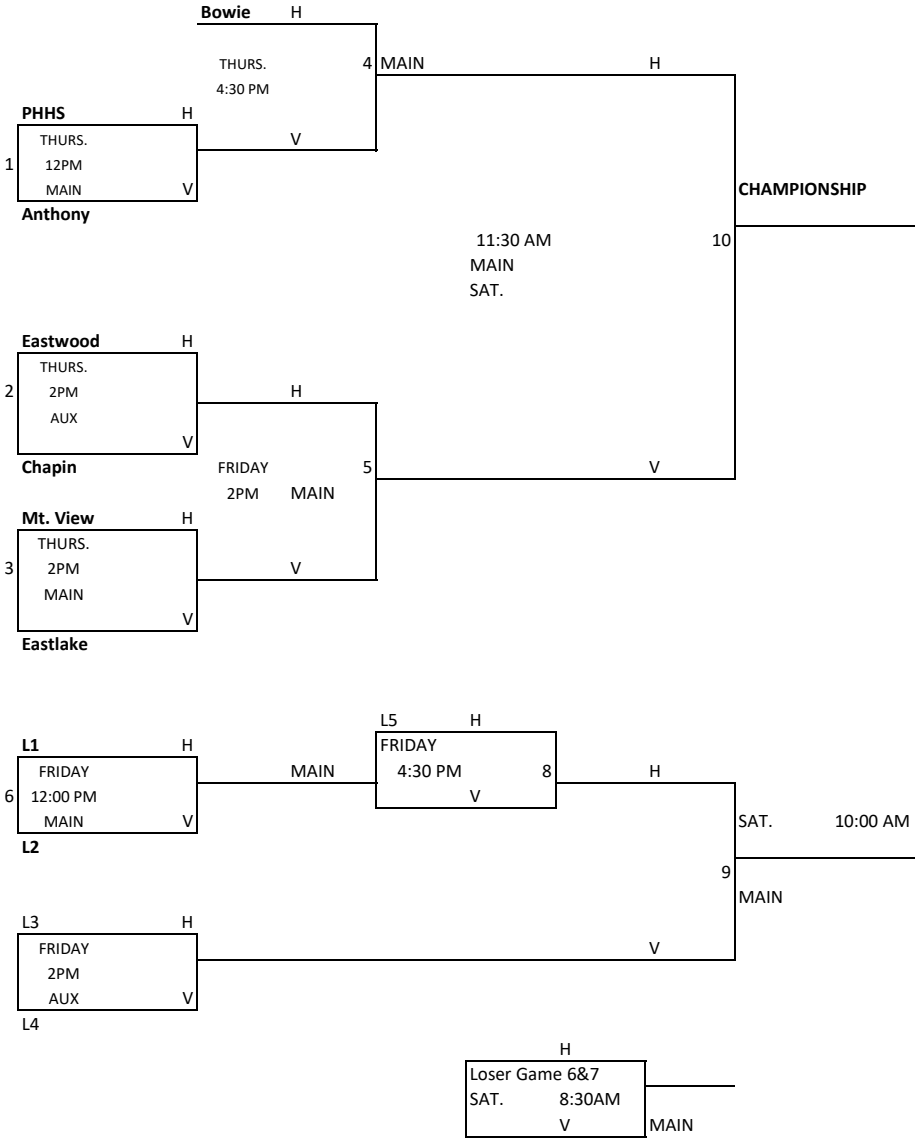 Bowie H
THURS. 4 MAIN H
4:30 PM
PHHS H
THURS. V
1 12PM
MAIN V CHAMPIONSHIP
Anthony
11:30 AM 10
MAIN
SAT.
Eastwood H
THURS.
2 2PM H
AUX
V
Chapin FRIDAY 5 V
2PM MAIN
Mt. View H
THURS.
3 2PM V
MAIN
V
Eastlake
L5 H
L1 H FRIDAY
FRIDAY MAIN 4:30 PM 8 H
6 12:00 PM V
MAIN V SAT. 10:00 AM
L2
9
MAIN
L3 H
FRIDAY V
2PM
AUX V
L4
H
Loser Game 6&7
SAT. 8:30AM
V MAIN